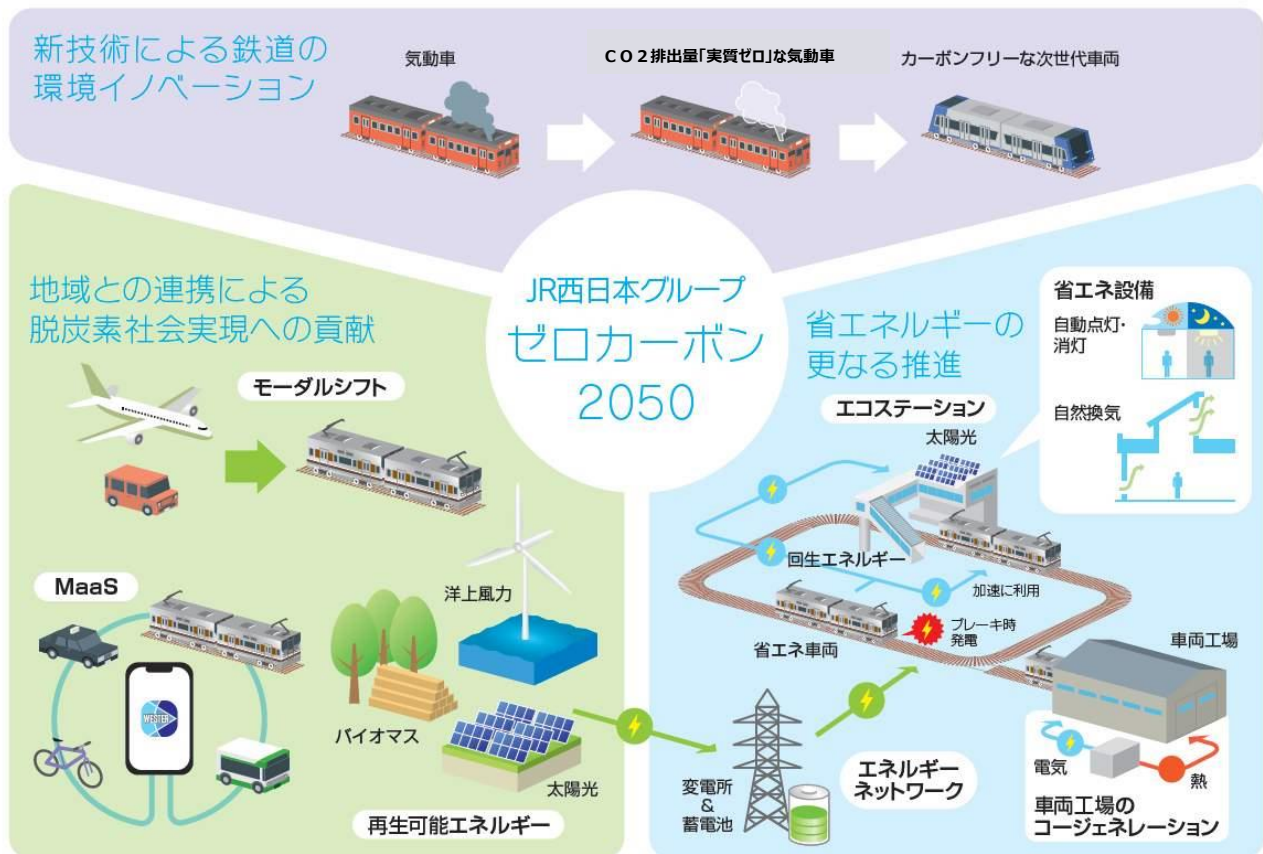 新技術による鉄道の
環境イノベーション
気動車
CO2排出量「実質ゼロ」な気動車
カーボンフリーな次世代車両
JR西日本グループ
ゼロカーボン
2050
地域との連携による
脱炭素社会実現への貢献
モーダルシフト
MaaS
WESTER
洋上風力
バイオマス
太陽光
再生可能エネルギー
省エネルギーの
更なる推進
エコステーション
太陽光
省エネ設備
自動点灯・
消灯
自然換気
回生エネルギー
加速に利用
ブレーキ時
発電
省エネ車両
車両工場
変電所
&
蓄電池
エネルギー
ネットワーク
電気
熱
車両工場の
コージェネレーション